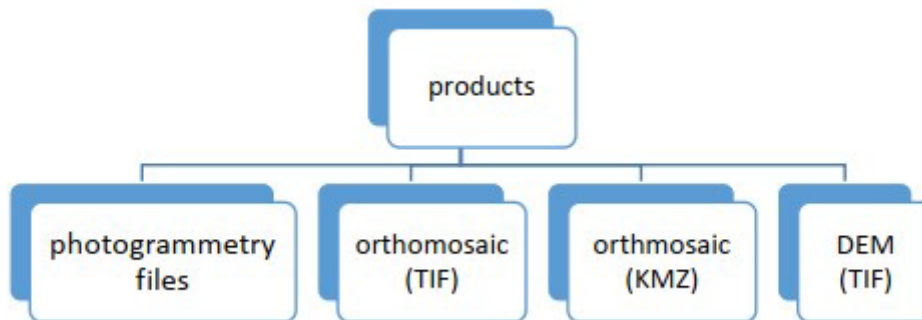 products
photogrammetry
files
orthomosaic
(TIF)
orthmosaic
(KMZ)
DEM
(TIF)